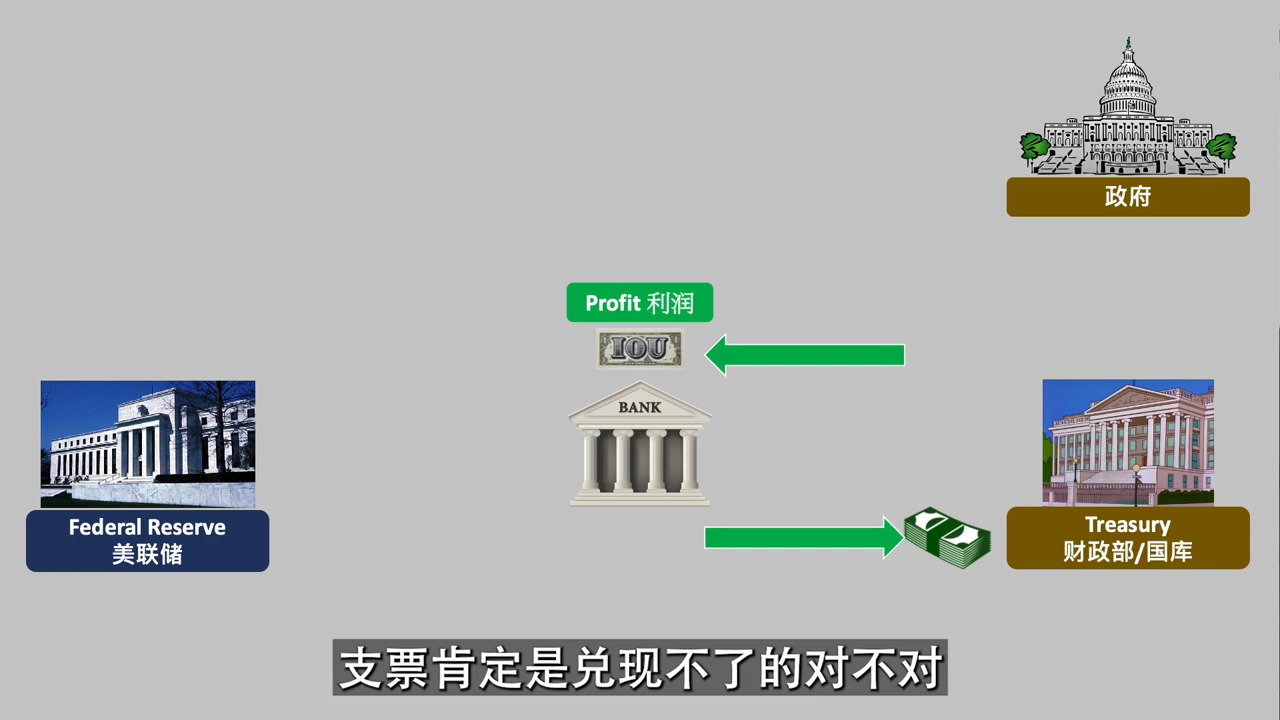 政府
Profit 利润
IOU
BANK
Federal Reserve
美联储
Treasury
财政部/国库
支票肯定是兑现不了的对不对